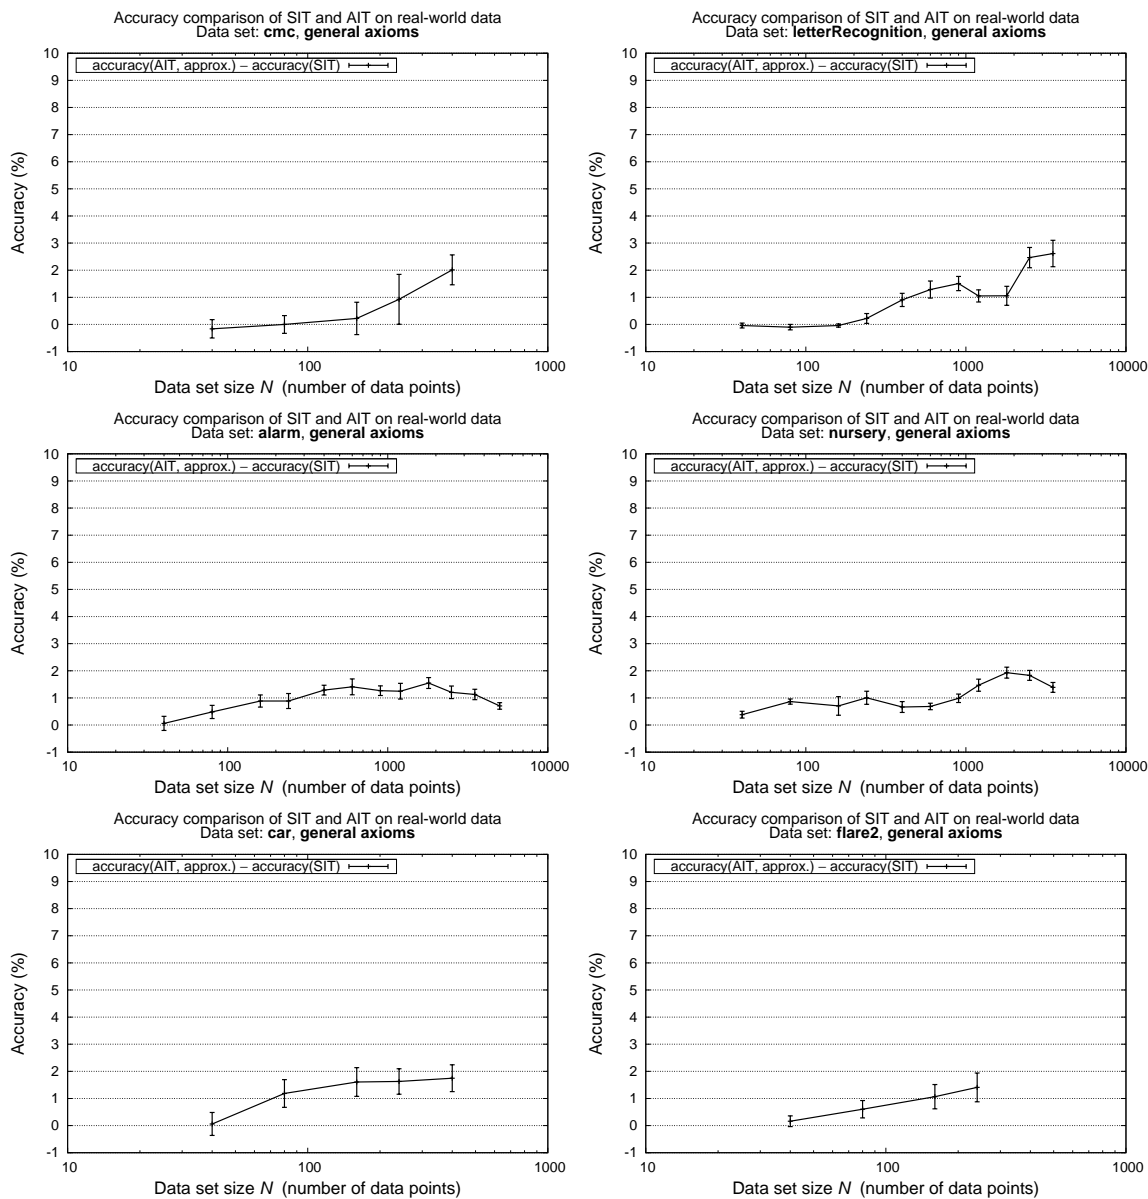 Accuracy comparison of SIT and AIT on real-world data
Data set: cmc, general axioms
accuracy(AIT, approx.) − accuracy(SIT)
10
9
8
7
6
5
4
3
2
1
0
-1
Accuracy (%)
10 100 1000
Data set size N (number of data points)
Accuracy comparison of SIT and AIT on real-world data
Data set: letterRecognition, general axioms
accuracy(AIT, approx.) − accuracy(SIT)
10
9
8
7
6
5
4
3
2
1
0
-1
Accuracy (%)
10 100 1000 10000
Data set size N (number of data points)
Accuracy comparison of SIT and AIT on real-world data
Data set: alarm, general axioms
accuracy(AIT, approx.) − accuracy(SIT)
10
9
8
7
6
5
4
3
2
1
0
-1
Accuracy (%)
10 100 1000 10000
Data set size N (number of data points)
Accuracy comparison of SIT and AIT on real-world data
Data set: nursery, general axioms
accuracy(AIT, approx.) − accuracy(SIT)
10
9
8
7
6
5
4
3
2
1
0
-1
Accuracy (%)
10 100 1000 10000
Data set size N (number of data points)
Accuracy comparison of SIT and AIT on real-world data
Data set: car, general axioms
accuracy(AIT, approx.) − accuracy(SIT)
10
9
8
7
6
5
4
3
2
1
0
-1
Accuracy (%)
10 100 1000
Data set size N (number of data points)
Accuracy comparison of SIT and AIT on real-world data
Data set: flare2, general axioms
accuracy(AIT, approx.) − accuracy(SIT)
10
9
8
7
6
5
4
3
2
1
0
-1
Accuracy (%)
10 100 1000
Data set size N (number of data points)